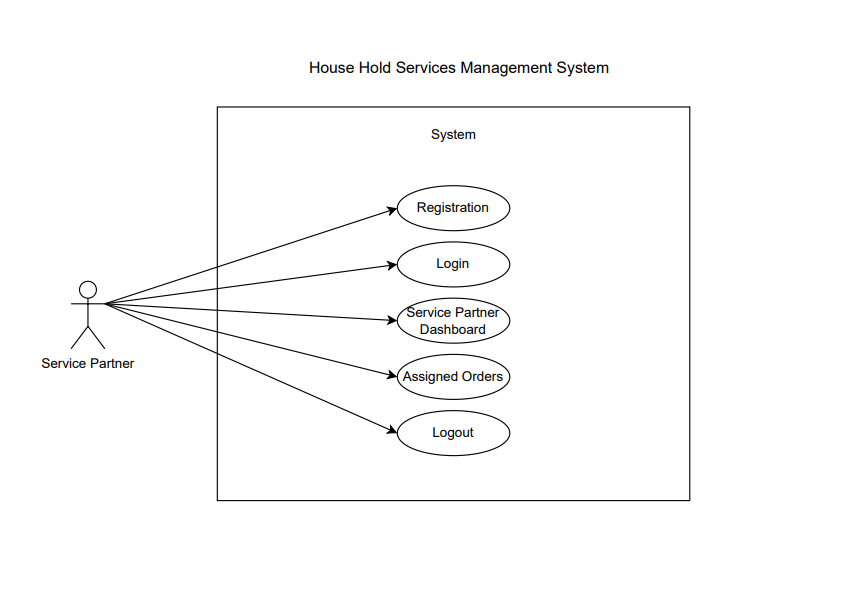 House Hold Services Management System
System
Registration
Login
Service Partner
Dashboard
Service Partner
Assigned Orders
Logout